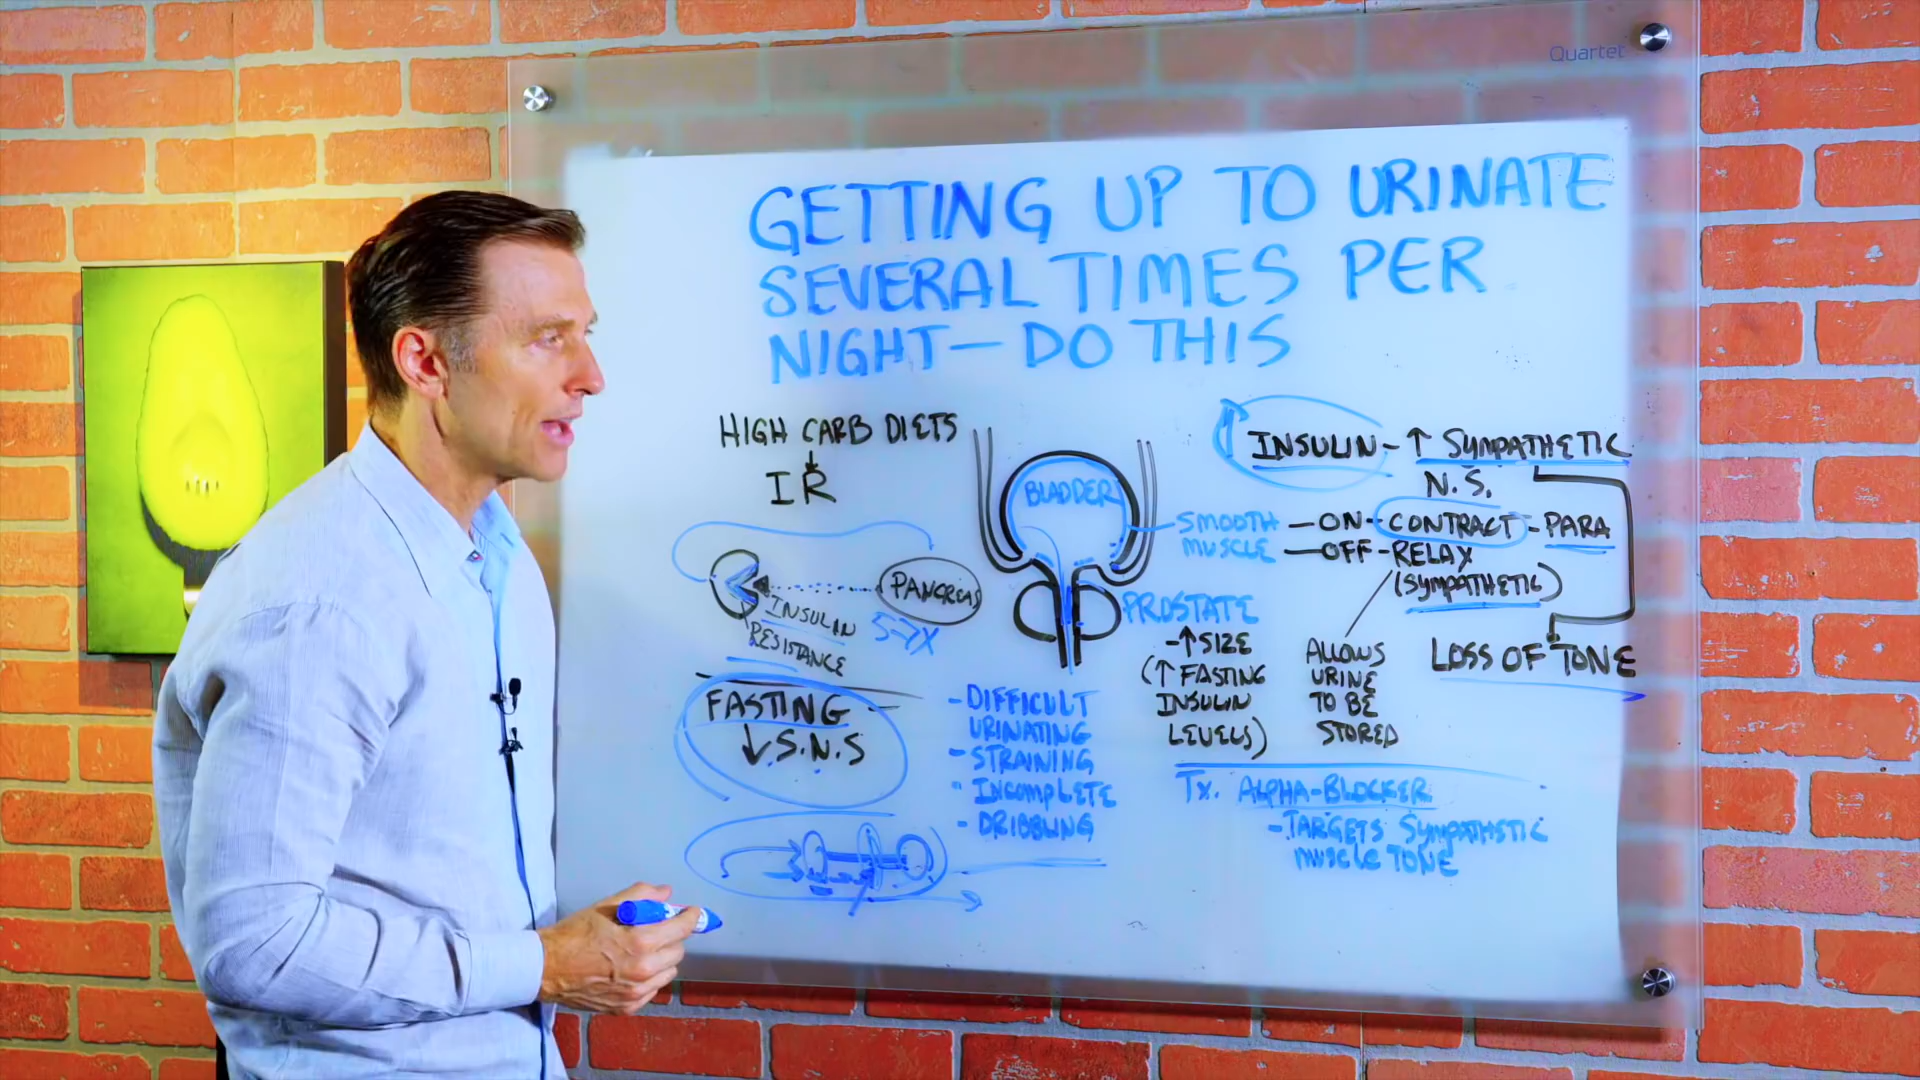 Quartet
GETTING UP TO URINATE
SEVERAL TIMES PER
NIGHT - DO THIS
HIGH CARB DIETS
IR
PANCREAS
INSULIN
RESISTANCE
5-7X
FASTING
↓ S.N.S
BLADDER
SMOOTH
MUSCLE
PROSTATE
- ↑ SIZE
(↑ FASTING
INSULIN
LEVELS)
- DIFFICULT
URINATING
- STRAINING
- INCOMPLETE
- DRIBBLING
↑ INSULIN - ↑ SYMPATHETIC
N.S.
- ON - CONTRACT - PARA
- OFF - RELAX
(SYMPATHETIC)
ALLOWS
URINE
TO BE
STORED
LOSS OF TONE
Tx. ALPHA-BLOCKER
- TARGETS SYMPATHETIC
MUSCLE TONE